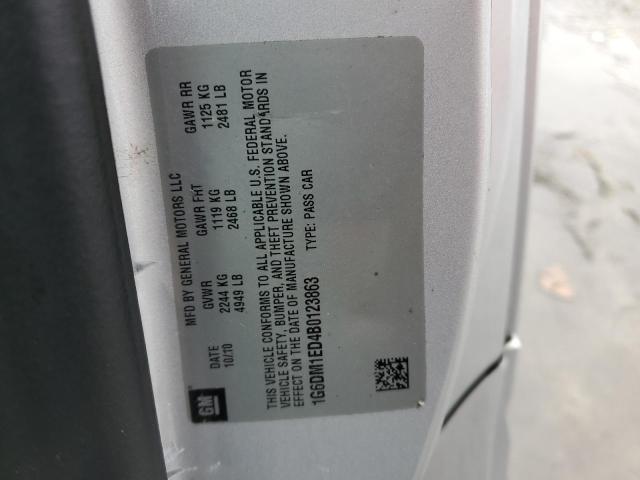 GM
MFD BY GENERAL MOTORS LLC
DATE GVWR GAWR FRT GAWR RR
10/10 2244 KG 1119 KG 1125 KG
4949 LB 2468 LB 2481 LB
THIS VEHICLE CONFORMS TO ALL APPLICABLE U.S. FEDERAL MOTOR
VEHICLE SAFETY, BUMPER, AND THEFT PREVENTION STANDARDS IN
EFFECT ON THE DATE OF MANUFACTURE SHOWN ABOVE.
1G6DM1ED4B0123863 TYPE: PASS CAR